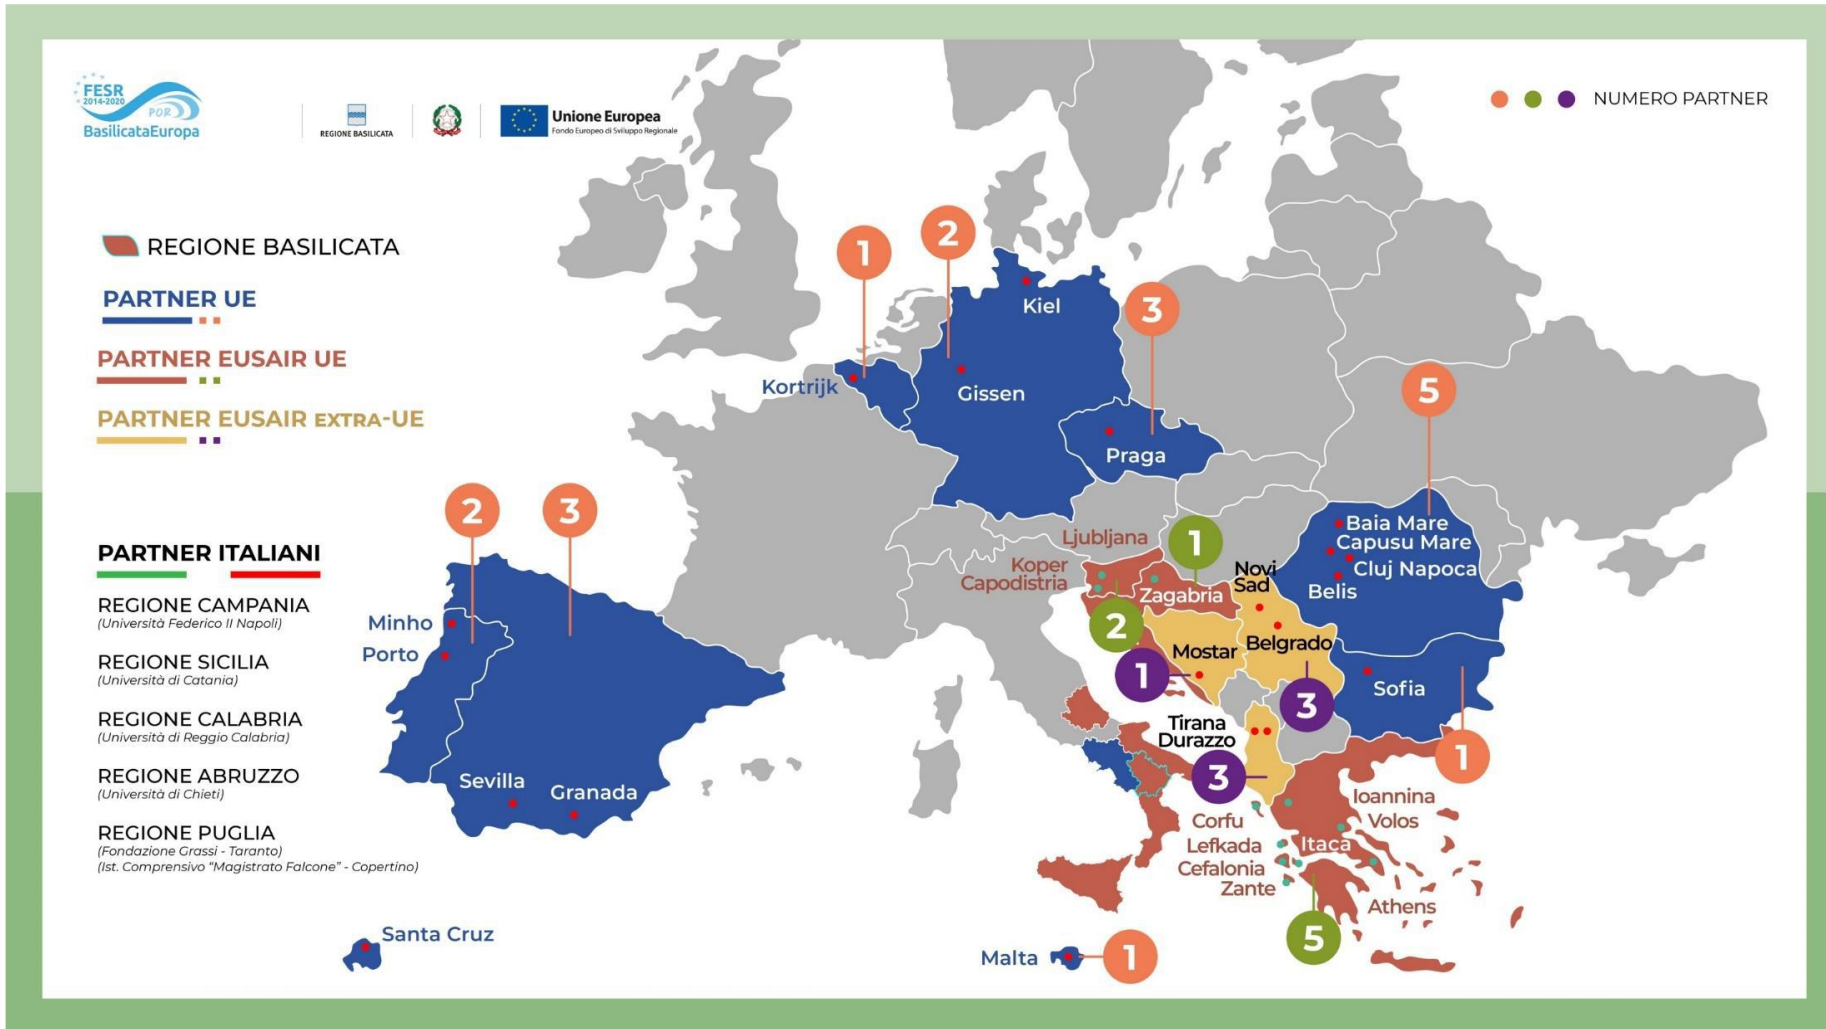 FESR
2014-2020
POR
BasilicataEuropa
REGIONE BASILICATA
Unione Europea
Fondo Europeo di Sviluppo Regionale
NUMERO PARTNER
REGIONE BASILICATA
PARTNER UE
PARTNER EUSAIR UE
PARTNER EUSAIR EXTRA-UE
PARTNER ITALIANI
REGIONE CAMPANIA
(Università Federico II Napoli)
REGIONE SICILIA
(Università di Catania)
REGIONE CALABRIA
(Università di Reggio Calabria)
REGIONE ABRUZZO
(Università di Chieti)
REGIONE PUGLIA
(Fondazione Grassi - Taranto)
(Ist. Comprensivo "Magistrato Falcone" - Copertino)
1
2
Kiel
3
Kortrijk
Gissen
5
Praga
2
3
Baia Mare
Capusu Mare
Cluj Napoca
Belis
Ljubljana
1
Koper
Capodistria
Zagabria
Novi
Sad
2
Minho
Porto
Mostar
Belgrado
1
3
Sofia
1
Tirana
Durazzo
3
Sevilla
Granada
Ioannina
Volos
Corfu
Lefkada
Itaca
Cefalonia
Zante
Athens
5
Santa Cruz
Malta
1